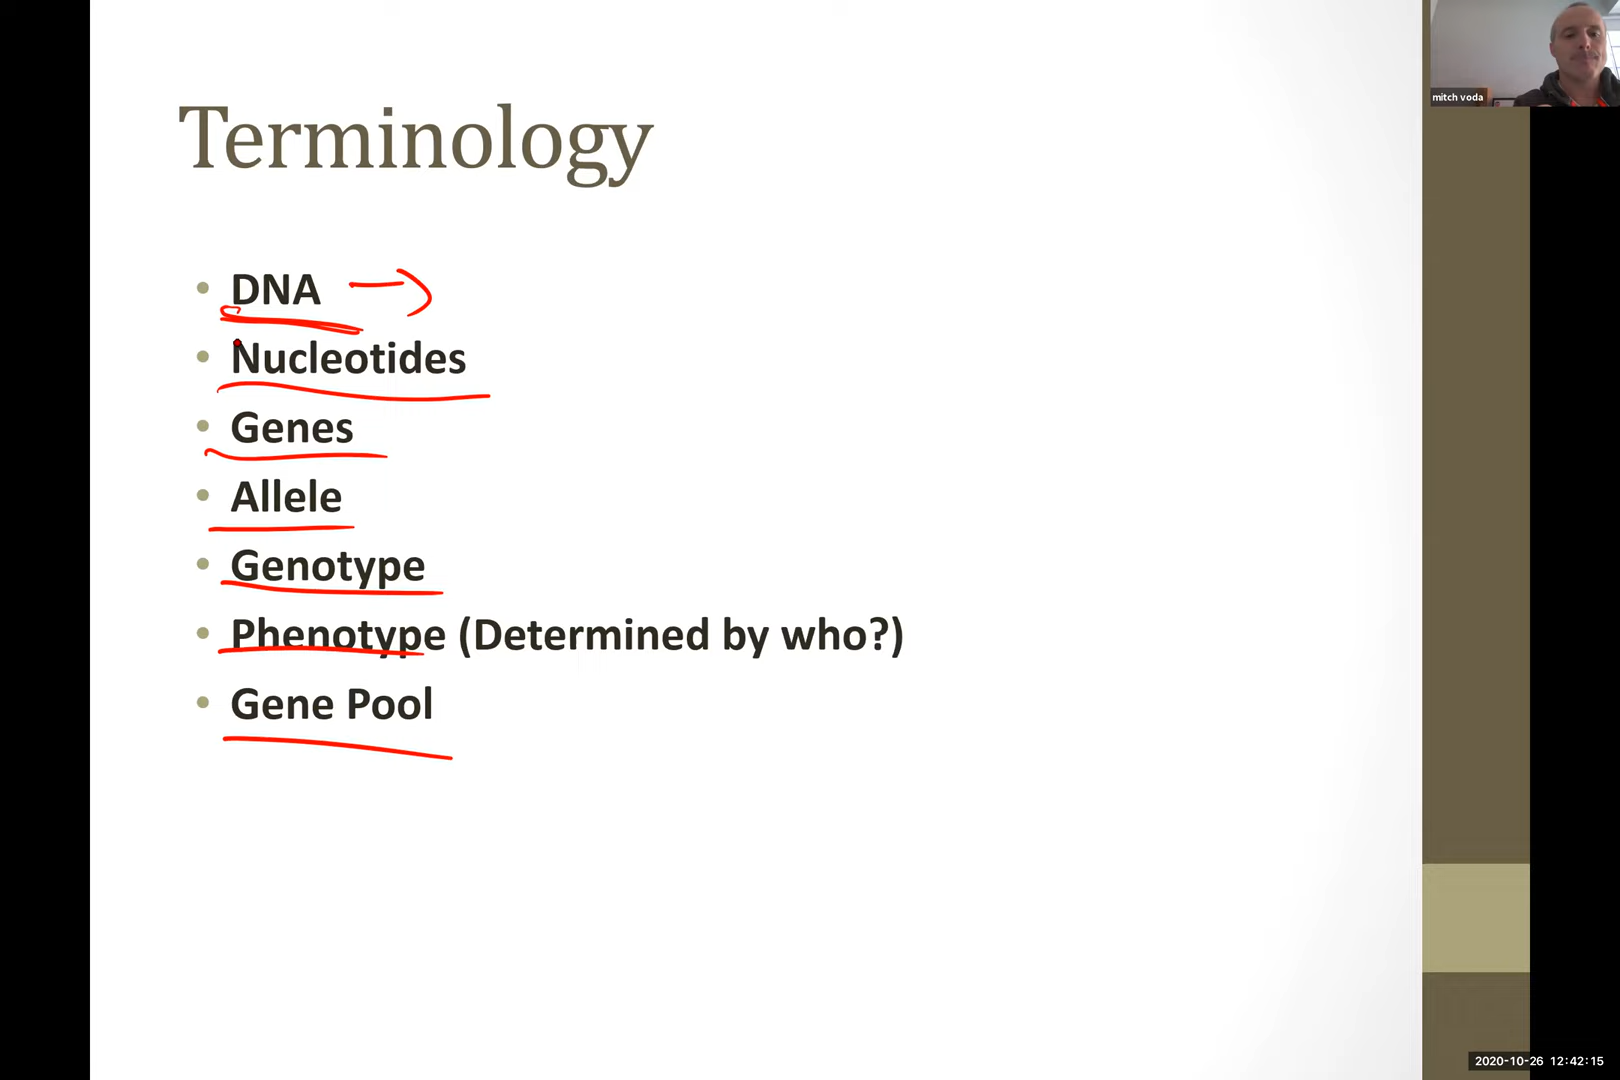 mitch voda
Terminology
• DNA
• Nucleotides
• Genes
• Allele
• Genotype
• Phenotype (Determined by who?)
• Gene Pool
2020-10-26 12:42:15